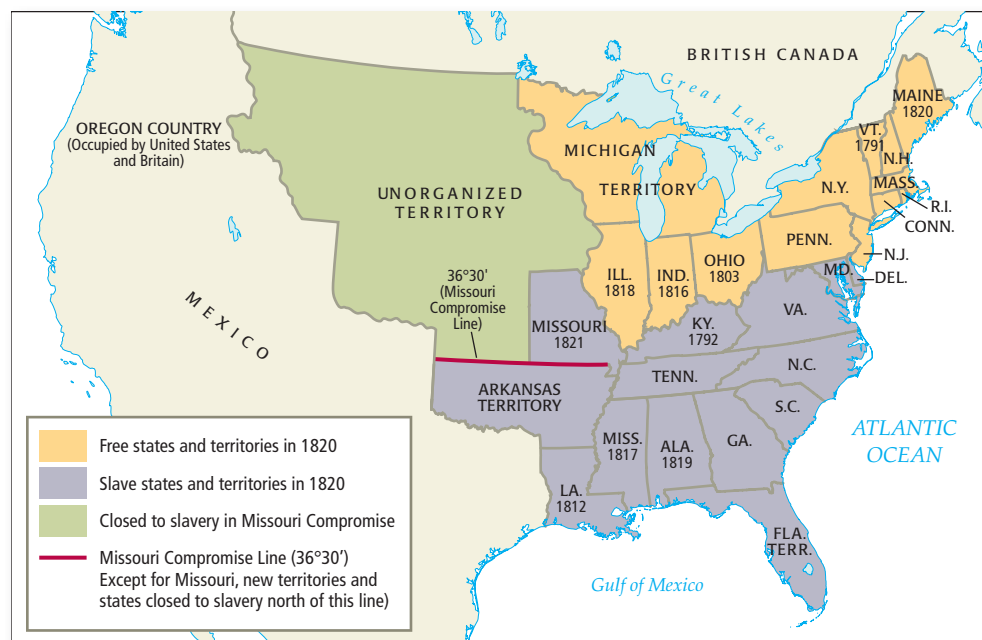 BRITISH CANADA
Great Lakes
MAINE
1820
VT.
1791
N.H.
OREGON COUNTRY
(Occupied by United States
and Britain)
MICHIGAN
TERRITORY
N.Y.
MASS.
R.I.
CONN.
UNORGANIZED
TERRITORY
PENN.
N.J.
OHIO
1803
ILL.
1818
IND.
1816
MD.
DEL.
36°30'
(Missouri
Compromise
Line)
MEXICO
MISSOURI
1821
KY.
1792
VA.
N.C.
TENN.
ARKANSAS
TERRITORY
S.C.
MISS.
1817
ALA.
1819
GA.
ATLANTIC
OCEAN
LA.
1812
FLA.
TERR.
Gulf of Mexico
Free states and territories in 1820
Slave states and territories in 1820
Closed to slavery in Missouri Compromise
Missouri Compromise Line (36°30')
Except for Missouri, new territories and
states closed to slavery north of this line)